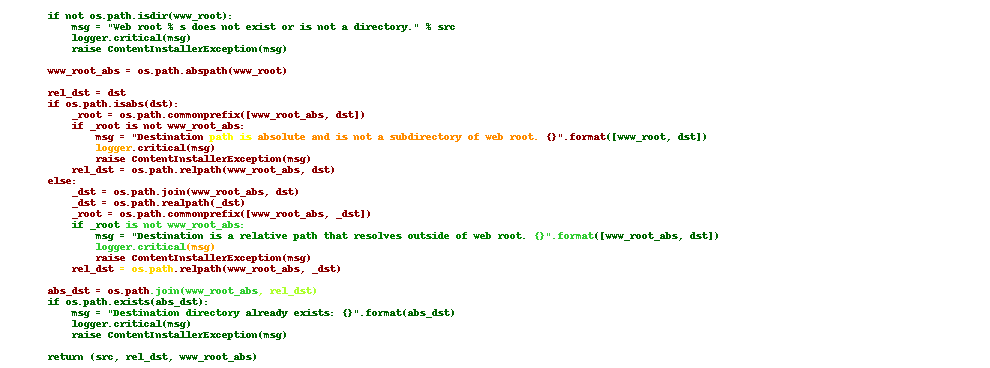 if not os.path.isdir(www_root):
msg = "Web root % s does not exist or is not a directory." % src
logger.critical(msg)
raise ContentInstallerException(msg)
www_root_abs = os.path.abspath(www_root)
rel_dst = dst
if os.path.isabs(dst):
_root = os.path.commonprefix([www_root_abs, dst])
if _root is not www_root_abs:
msg = "Destination path is absolute and is not a subdirectory of web root. {}".format([www_root, dst])
logger.critical(msg)
raise ContentInstallerException(msg)
rel_dst = os.path.relpath(www_root_abs, dst)
else:
_dst = os.path.join(www_root_abs, dst)
_dst = os.path.realpath(_dst)
_root = os.path.commonprefix([www_root_abs, _dst])
if _root is not www_root_abs:
msg = "Destination is a relative path that resolves outside of web root. {}".format([www_root_abs, dst])
logger.critical(msg)
raise ContentInstallerException(msg)
rel_dst = os.path.relpath(www_root_abs, _dst)
abs_dst = os.path.join(www_root_abs, rel_dst)
if os.path.exists(abs_dst):
msg = "Destination directory already exists: {}".format(abs_dst)
logger.critical(msg)
raise ContentInstallerException(msg)
return (src, rel_dst, www_root_abs)